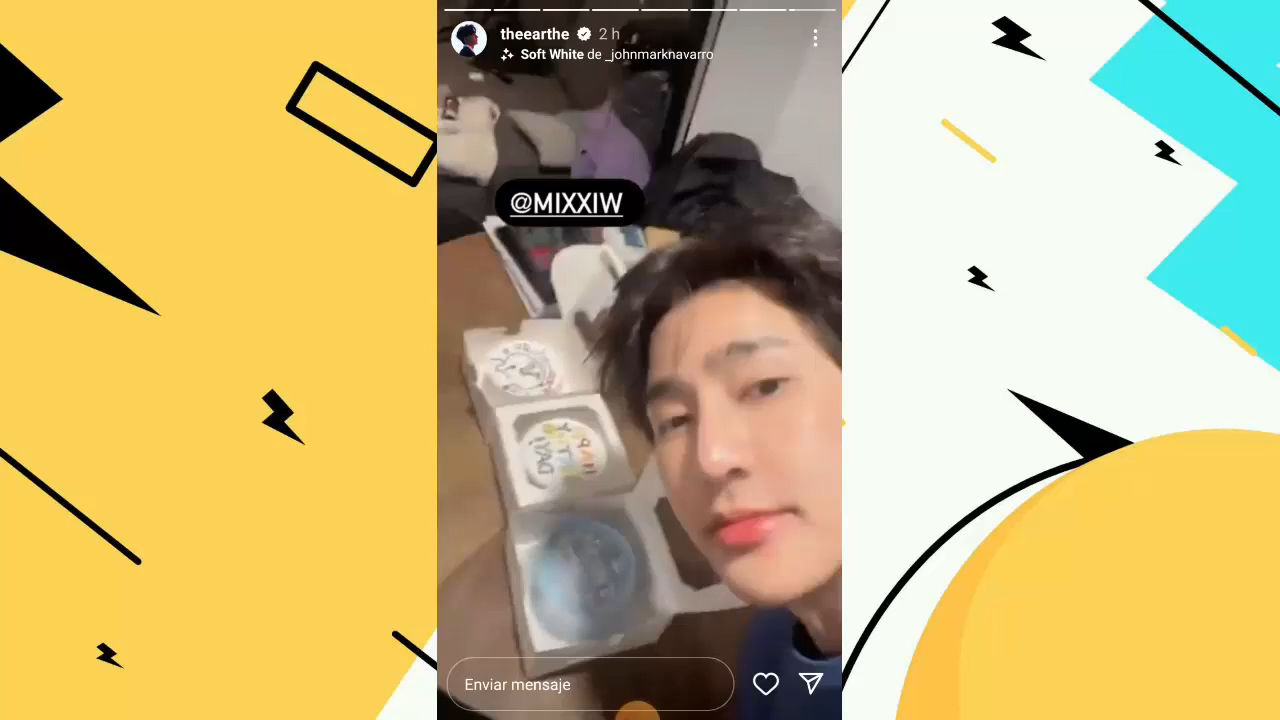 theearthe 2 h
Soft White de _johnmarknavarro
@MIXXIW
Enviar mensaje